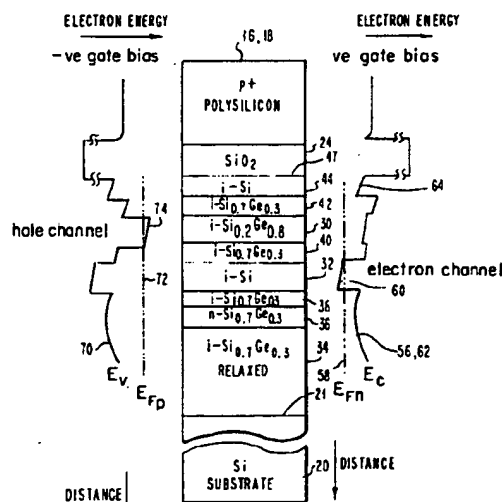 ELECTRON ENERGY
ELECTRON ENERGY
16,18
-ve gate bias
ve gate bias
p+
POLYSILICON
24
SiO2
47
i-Si
44
64
i-Si0.7Ge0.3
42
74
hole channel
i-Si0.2Ge0.8
30
i-Si0.7Ge0.3
40
72
i-Si
32
electron channel
60
i-Si0.7Ge0.3
36
n-Si0.7Ge0.3
36
70
i-Si0.7Ge0.3
RELAXED
34
56,62
58
Ev
EFp
21
EFn
Ec
Si
SUBSTRATE
20
DISTANCE
DISTANCE